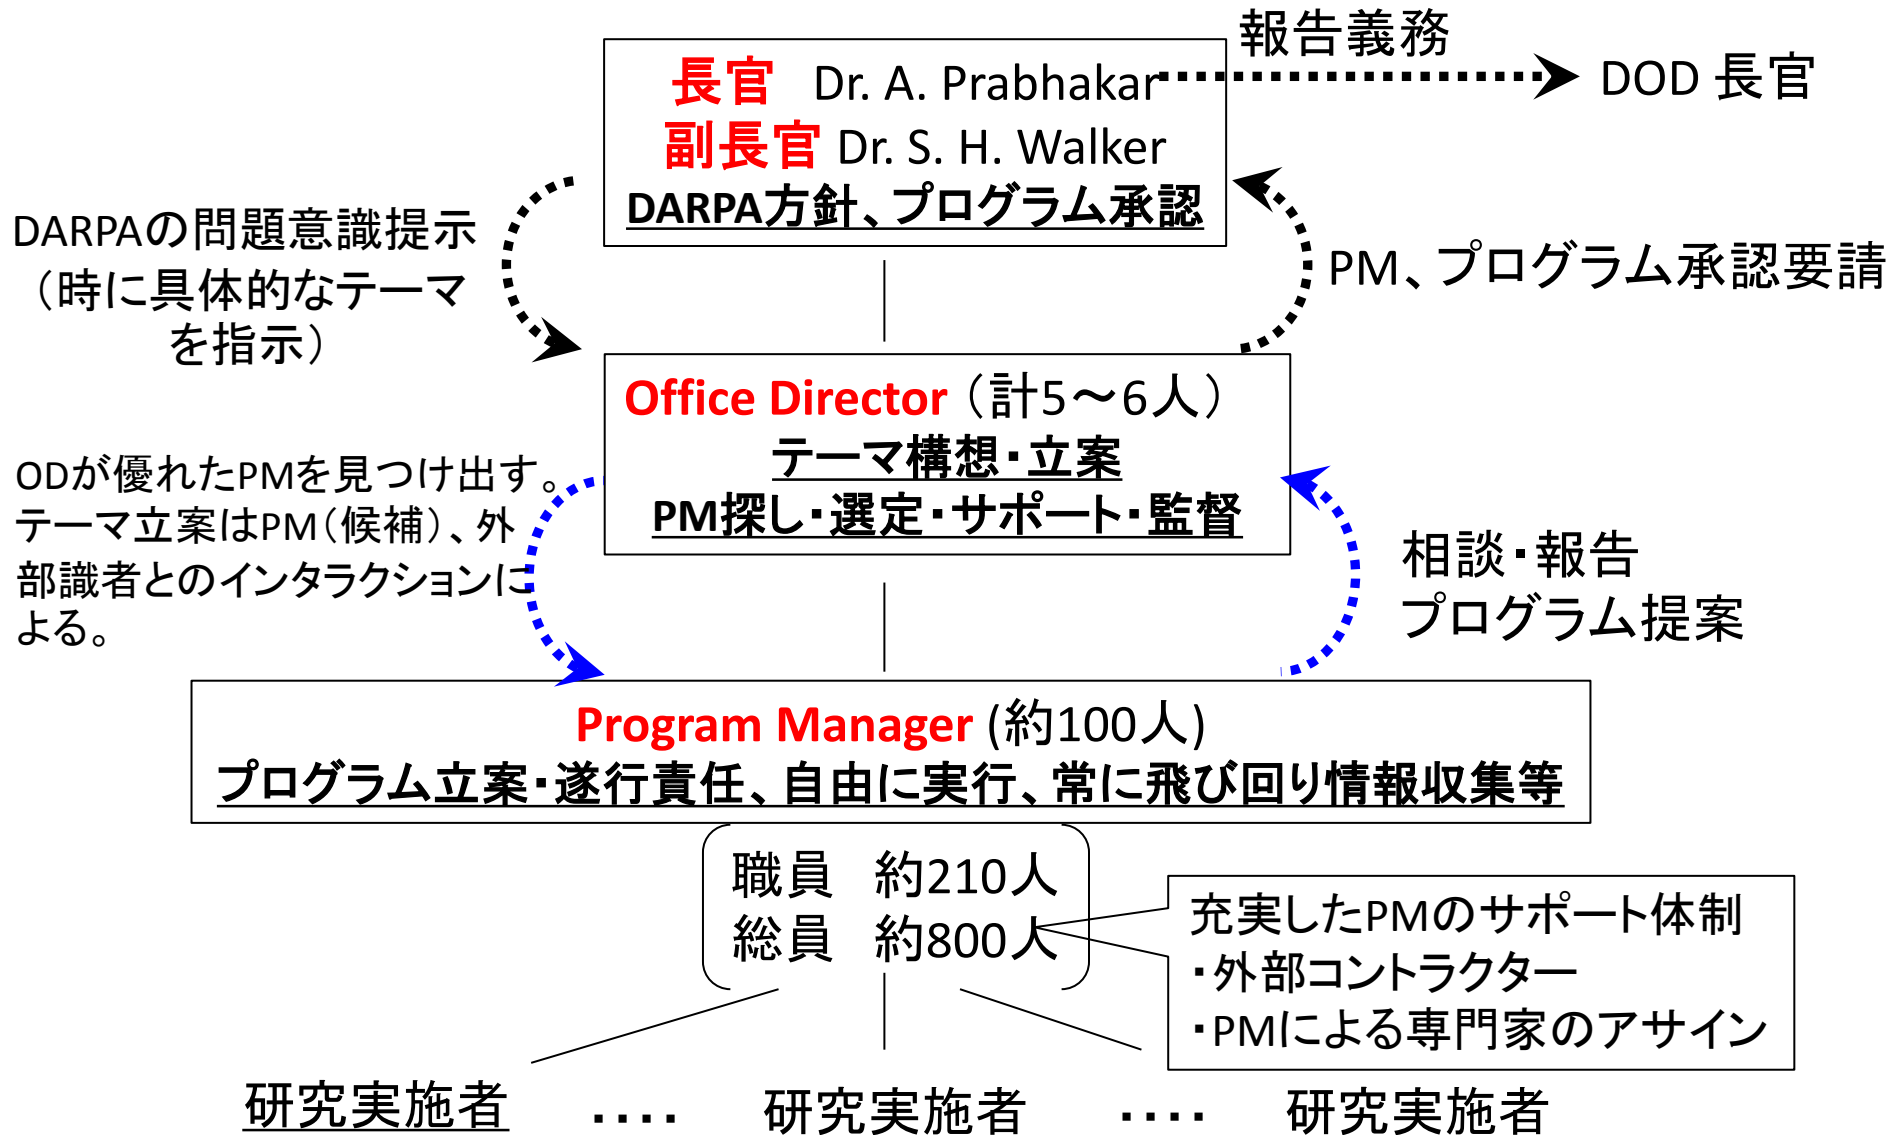 報告義務
長官 Dr. A. Prabhakar
DOD 長官
副長官 Dr. S. H. Walker
DARPA方針、プログラム承認
DARPAの問題意識提示
（時に具体的なテーマ
を指示）
PM、プログラム承認要請
Office Director（計5～6人）
テーマ構想・立案
PM探し・選定・サポート・監督
ODが優れたPMを見つけ出す。
テーマ立案はPM（候補）、外
部識者とのインタラクションに
よる。
相談・報告
プログラム提案
Program Manager (約100人)
プログラム立案・遂行責任、自由に実行、常に飛び回り情報収集等
職員 約210人
総員 約800人
充実したPMのサポート体制
・外部コントラクター
・PMによる専門家のアサイン
研究実施者 ‥‥ 研究実施者 ‥‥ 研究実施者